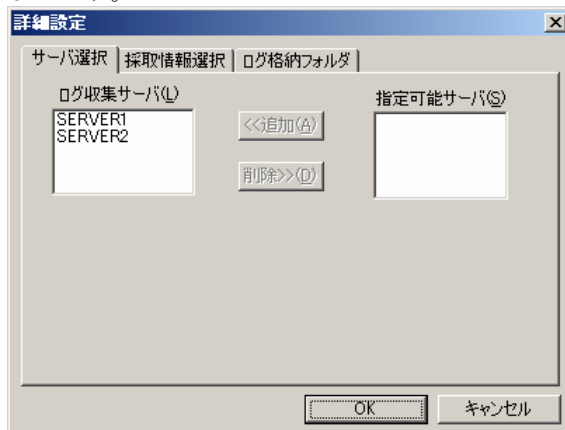 詳細設定
サーバ選択 採取情報選択 ログ格納フォルダ
ログ収集サーバ(L)
SERVER1
SERVER2
<<追加(A)
削除>>(D)
指定可能サーバ(S)
OK キャンセル